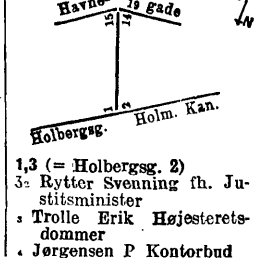 Havne
19 gade
15
14
N
1
2
Holbergsg.
Holm. Kan.
1,3 (= Holbergsg. 2)
Rytter Svenning fh. Ju-
stitsminister
3 Trolle Erik Højesterets-
dommer
4 Jørgensen P Kontorbud